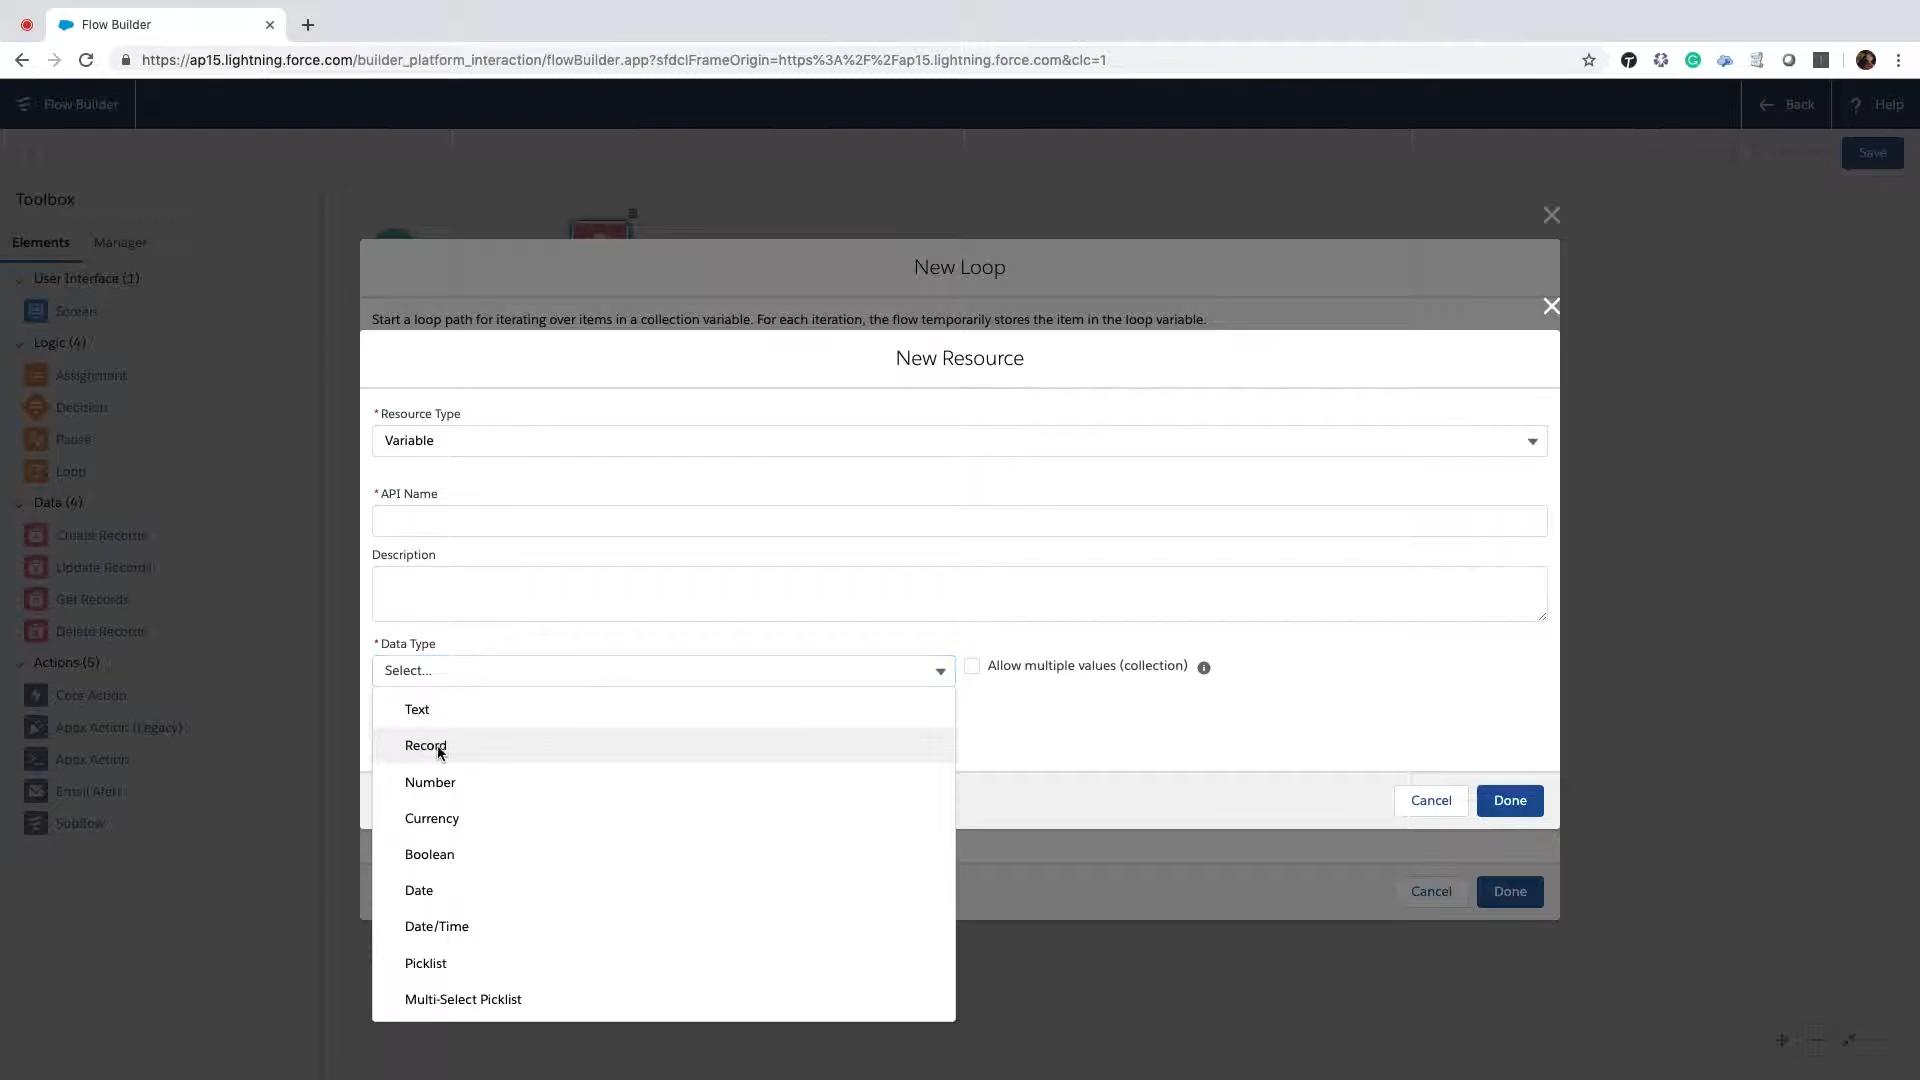 Flow Builder
https://ap15.lightning.force.com/builder_platform_interaction/flowBuilder.app?sfdcIFrameOrigin=https%3A%2F%2Fap15.lightning.force.com&clc=1
Flow Builder
Back
? Help
Save
Toolbox
Elements
Manager
User Interface (1)
Screen
Logic (4)
Assignment
Decision
Pause
Loop
Data (4)
Create Records
Update Records
Get Records
Delete Records
Actions (5)
Core Action
Apex Action (Legacy)
Apex Action
Email Alert
Subflow
New Loop
Start a loop path for iterating over items in a collection variable. For each iteration, the flow temporarily stores the item in the loop variable.
New Resource
* Resource Type
Variable
* API Name
Description
* Data Type
Select...
Allow multiple values (collection)
Text
Record
Number
Currency
Boolean
Date
Date/Time
Picklist
Multi-Select Picklist
Cancel
Done
Cancel
Done